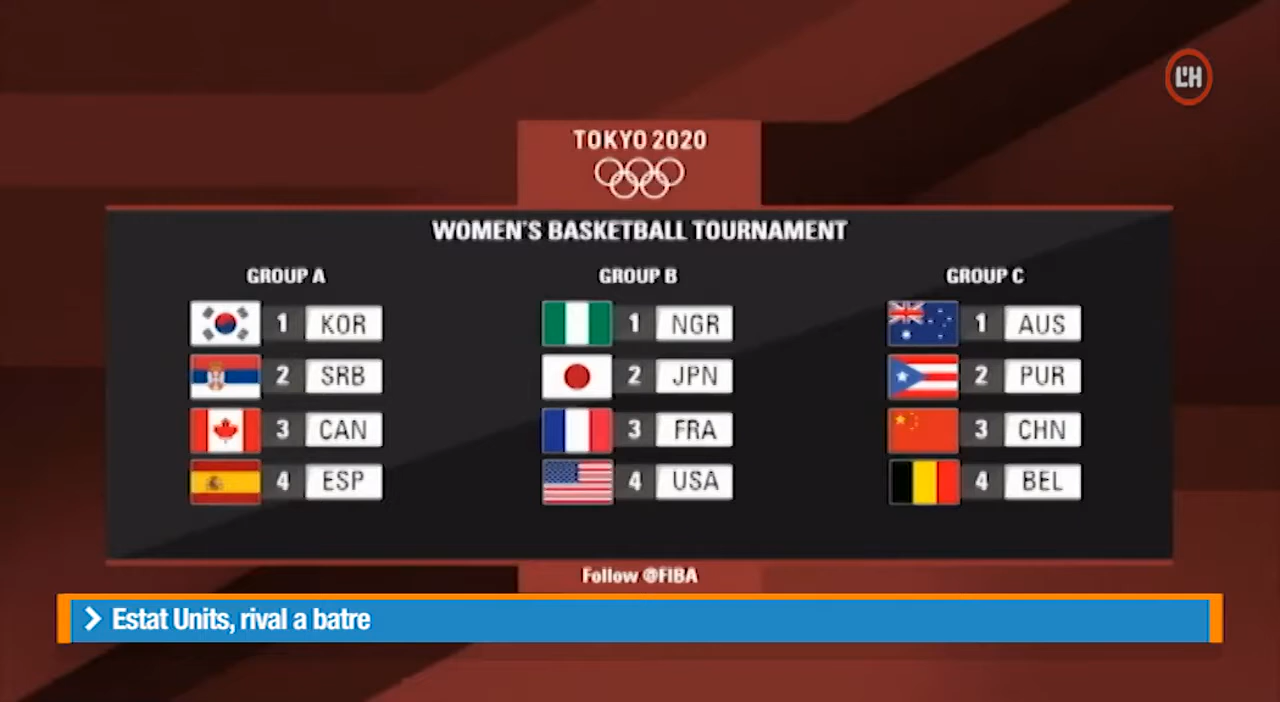 L'H
TOKYO 2020
WOMEN'S BASKETBALL TOURNAMENT
GROUP A
1 KOR
2 SRB
3 CAN
4 ESP
GROUP B
1 NGR
2 JPN
3 FRA
4 USA
GROUP C
1 AUS
2 PUR
3 CHN
4 BEL
Follow @FIBA
Estat Units, rival a batre